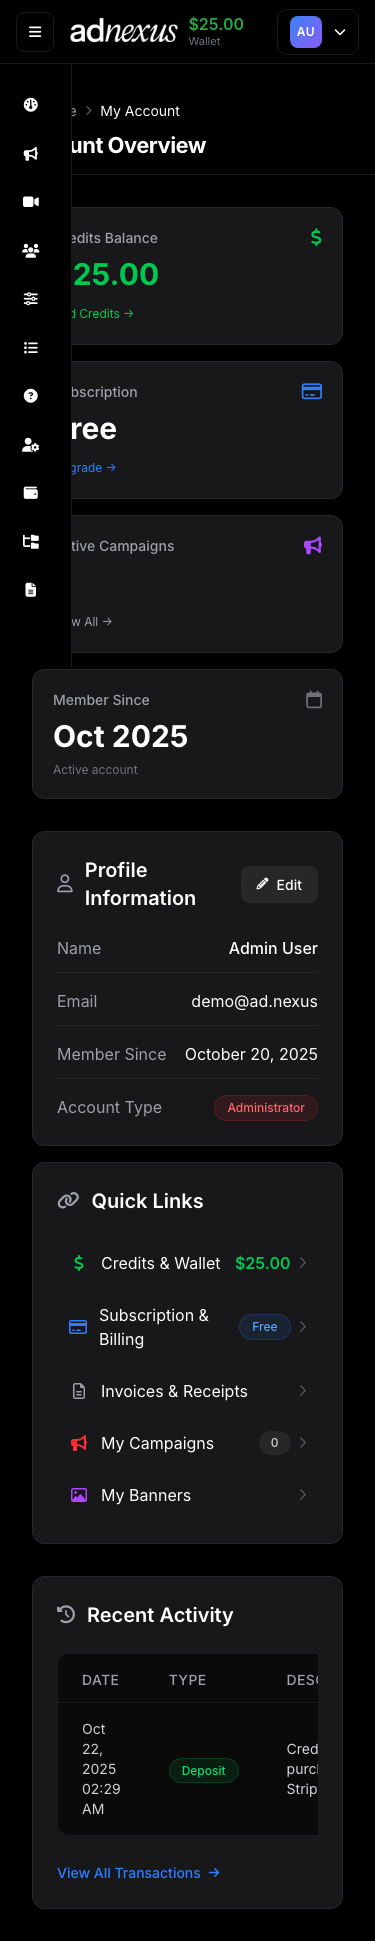 adnexus
$25.00
Wallet
AU
My Account
unt Overview
edits Balance
25.00
d Credits →
bscription
ree
grade →
tive Campaigns
w All →
Member Since
Oct 2025
Active account
Profile
Information
Edit
Name Admin User
Email demo@ad.nexus
Member Since October 20, 2025
Account Type Administrator
Quick Links
Credits & Wallet $25.00
Subscription &
Billing
Free
Invoices & Receipts
My Campaigns 0
My Banners
Recent Activity
DATE TYPE DESC
Oct
22,
2025
02:29
AM
Deposit
Cred
purch
Strip
View All Transactions →